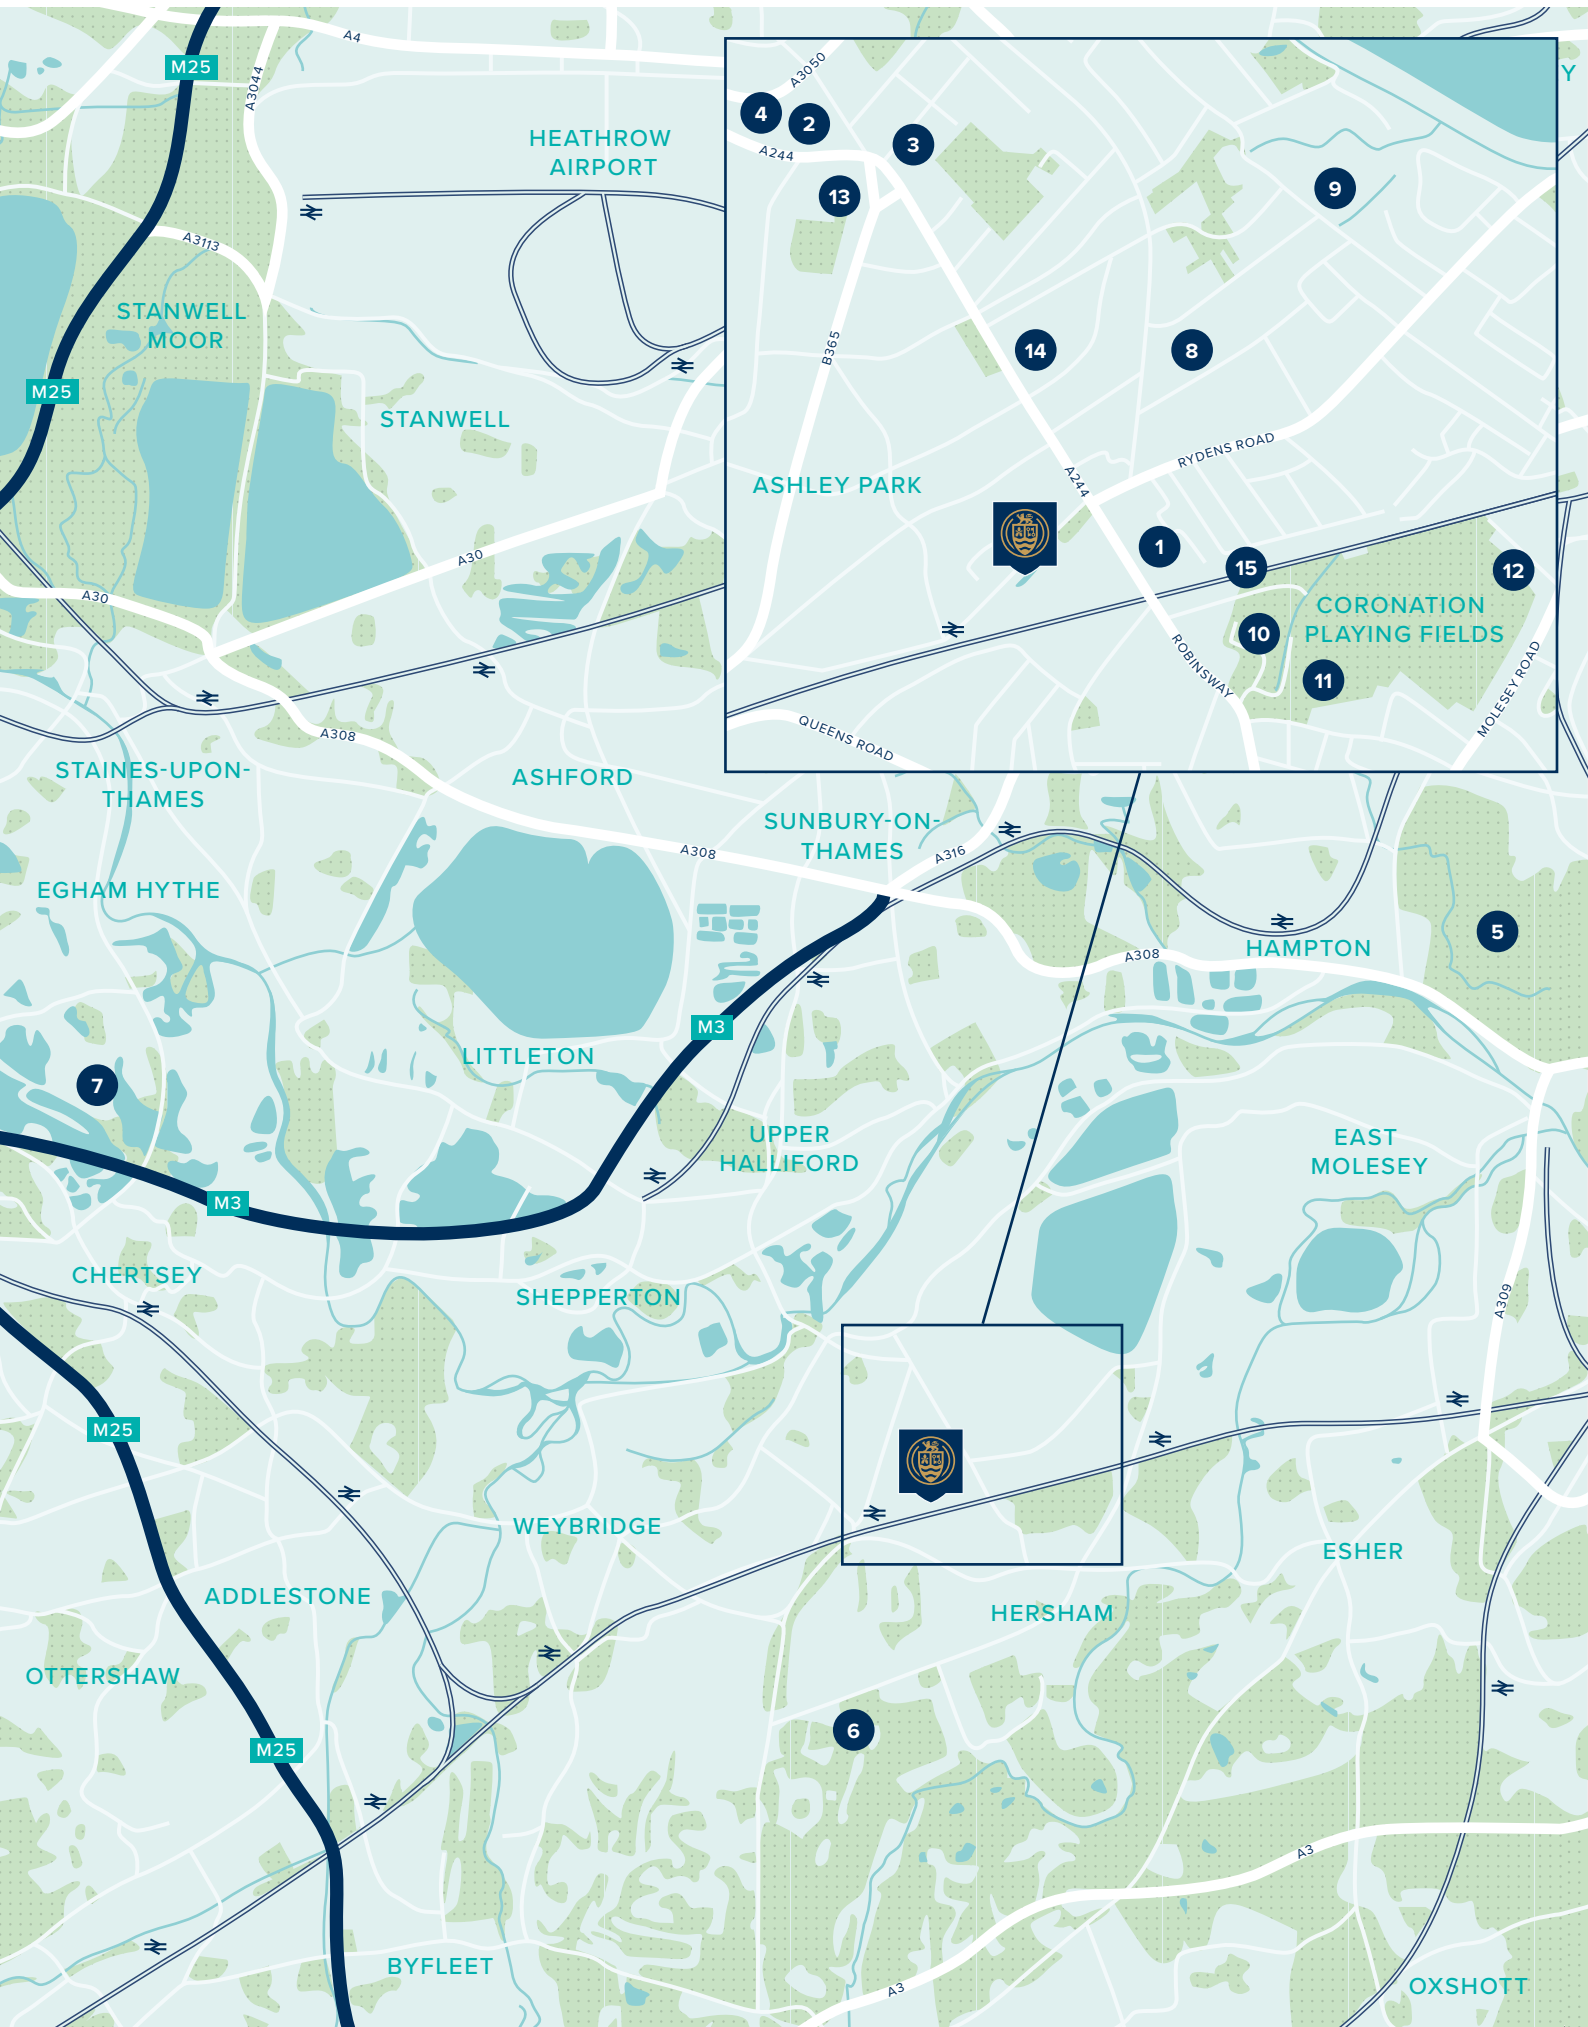 A4
M25
A3044
HEATHROW
AIRPORT
A3113
STANWELL
MOOR
M25
STANWELL
A30
A30
A3050
4
2
3
A244
13
9
Y
B365
14
8
RYDENS ROAD
A244
ASHLEY PARK
1
15
12
CORONATION
PLAYING FIELDS
10
11
ROBINSWAY
MOLESEY ROAD
QUEENS ROAD
A308
STAINES-UPON-
THAMES
ASHFORD
SUNBURY-ON-
THAMES
A308
A316
EGHAM HYTHE
5
HAMPTON
A308
M3
LITTLETON
7
UPPER
HALLIFORD
EAST
MOLESEY
M3
CHERTSEY
SHEPPERTON
A309
M25
WEYBRIDGE
ESHER
ADDLESTONE
HERSHAM
OTTERSHAW
6
M25
A3
BYFLEET
A3
OXSHOTT